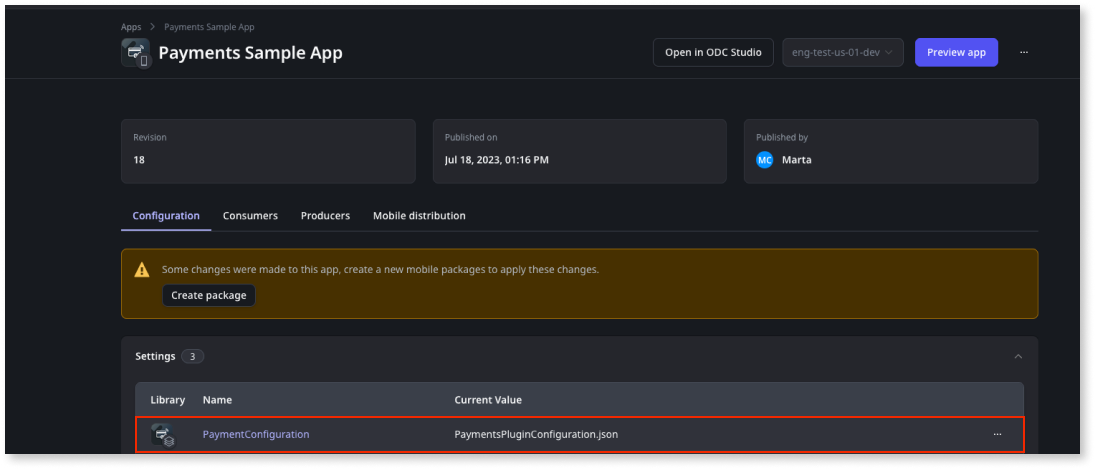 Apps > Payments Sample App
Payments Sample App
Open in ODC Studio
eng-test-us-01-dev
Preview app
...
Revision
18
Published on
Jul 18, 2023, 01:16 PM
Published by
MC Marta
Configuration Consumers Producers Mobile distribution
Some changes were made to this app, create a new mobile packages to apply these changes.
Create package
Settings 3
Library Name Current Value
PaymentConfiguration PaymentsPluginConfiguration.json ...